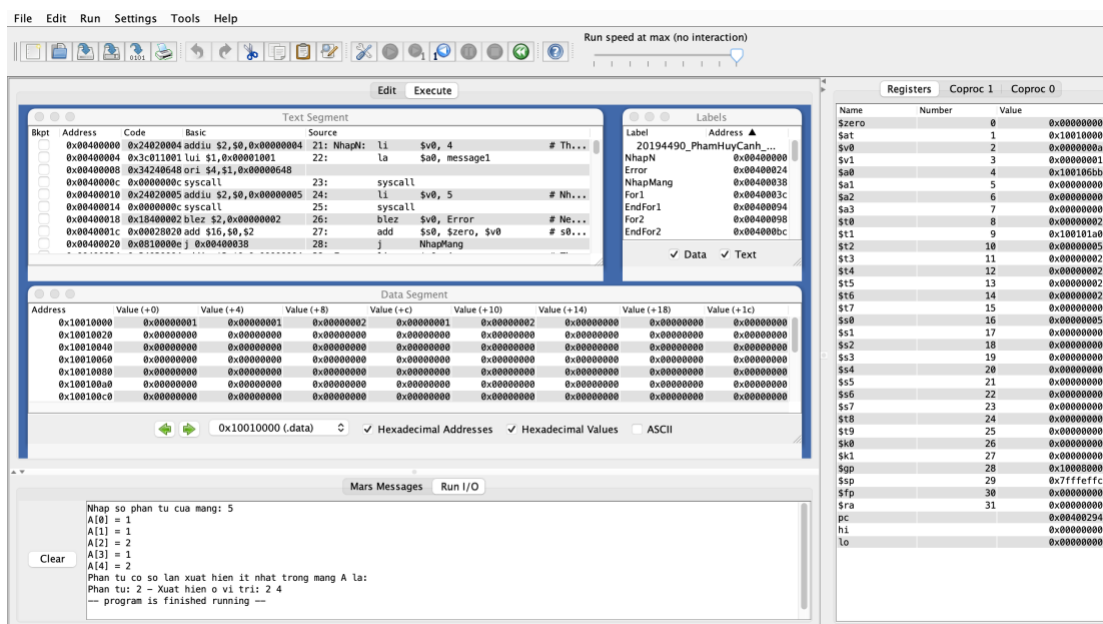 File Edit Run Settings Tools Help
Run speed at max (no interaction)
Edit Execute
Text Segment
Bkpt Address Code Basic Source
0x00400000 0x24020004 addiu $2,$0,0x00000004 21: NhapN: li $v0, 4 # Th...
0x00400004 0x3c011001 lui $1,0x00001001 22: la $a0, message1
0x00400008 0x34240648 ori $4,$1,0x00000648
0x0040000c 0x0000000c syscall 23: syscall
0x00400010 0x24020005 addiu $2,$0,0x00000005 24: li $v0, 5 # Nh...
0x00400014 0x0000000c syscall 25: syscall
0x00400018 0x18400002 blez $2,0x00000002 26: blez $v0, Error # Ne...
0x0040001c 0x00028020 add $16,$0,$2 27: add $s0, $zero, $v0 # s0...
0x00400020 0x0810000e j 0x00400038 28: j NhapMang
Labels
Label Address ▲
20194490_PhamHuyCanh_...
NhapN 0x00400000
Error 0x00400024
NhapMang 0x00400038
For1 0x0040003c
EndFor1 0x00400094
For2 0x00400098
EndFor2 0x004000bc
✓ Data ✓ Text
Data Segment
Address Value (+0) Value (+4) Value (+8) Value (+c) Value (+10) Value (+14) Value (+18) Value (+1c)
0x10010000 0x00000001 0x00000001 0x00000002 0x00000001 0x00000002 0x00000000 0x00000000 0x00000000
0x10010020 0x00000000 0x00000000 0x00000000 0x00000000 0x00000000 0x00000000 0x00000000 0x00000000
0x10010040 0x00000000 0x00000000 0x00000000 0x00000000 0x00000000 0x00000000 0x00000000 0x00000000
0x10010060 0x00000000 0x00000000 0x00000000 0x00000000 0x00000000 0x00000000 0x00000000 0x00000000
0x10010080 0x00000000 0x00000000 0x00000000 0x00000000 0x00000000 0x00000000 0x00000000 0x00000000
0x100100a0 0x00000000 0x00000000 0x00000000 0x00000000 0x00000000 0x00000000 0x00000000 0x00000000
0x100100c0 0x00000000 0x00000000 0x00000000 0x00000000 0x00000000 0x00000000 0x00000000 0x00000000
0x10010000 (.data) ✓ Hexadecimal Addresses ✓ Hexadecimal Values ASCII
Mars Messages Run I/O
Clear
Nhap so phan tu cua mang: 5
A[0] = 1
A[1] = 1
A[2] = 2
A[3] = 1
A[4] = 2
Phan tu co so lan xuat hien it nhat trong mang A la:
Phan tu: 2 - Xuat hien o vi tri: 2 4
-- program is finished running --
Registers Coproc 1 Coproc 0
Name Number Value
$zero 0 0x00000000
$at 1 0x10010000
$v0 2 0x0000000a
$v1 3 0x00000001
$a0 4 0x100106bb
$a1 5 0x00000000
$a2 6 0x00000000
$a3 7 0x00000000
$t0 8 0x00000002
$t1 9 0x100101a0
$t2 10 0x00000005
$t3 11 0x00000002
$t4 12 0x00000002
$t5 13 0x00000002
$t6 14 0x00000002
$t7 15 0x00000000
$s0 16 0x00000005
$s1 17 0x00000000
$s2 18 0x00000000
$s3 19 0x00000000
$s4 20 0x00000000
$s5 21 0x00000000
$s6 22 0x00000000
$s7 23 0x00000000
$t8 24 0x00000000
$t9 25 0x00000000
$k0 26 0x00000000
$k1 27 0x00000000
$gp 28 0x10008000
$sp 29 0x7fffeffc
$fp 30 0x00000000
$ra 31 0x00000000
pc 0x00400294
hi 0x00000000
lo 0x00000000